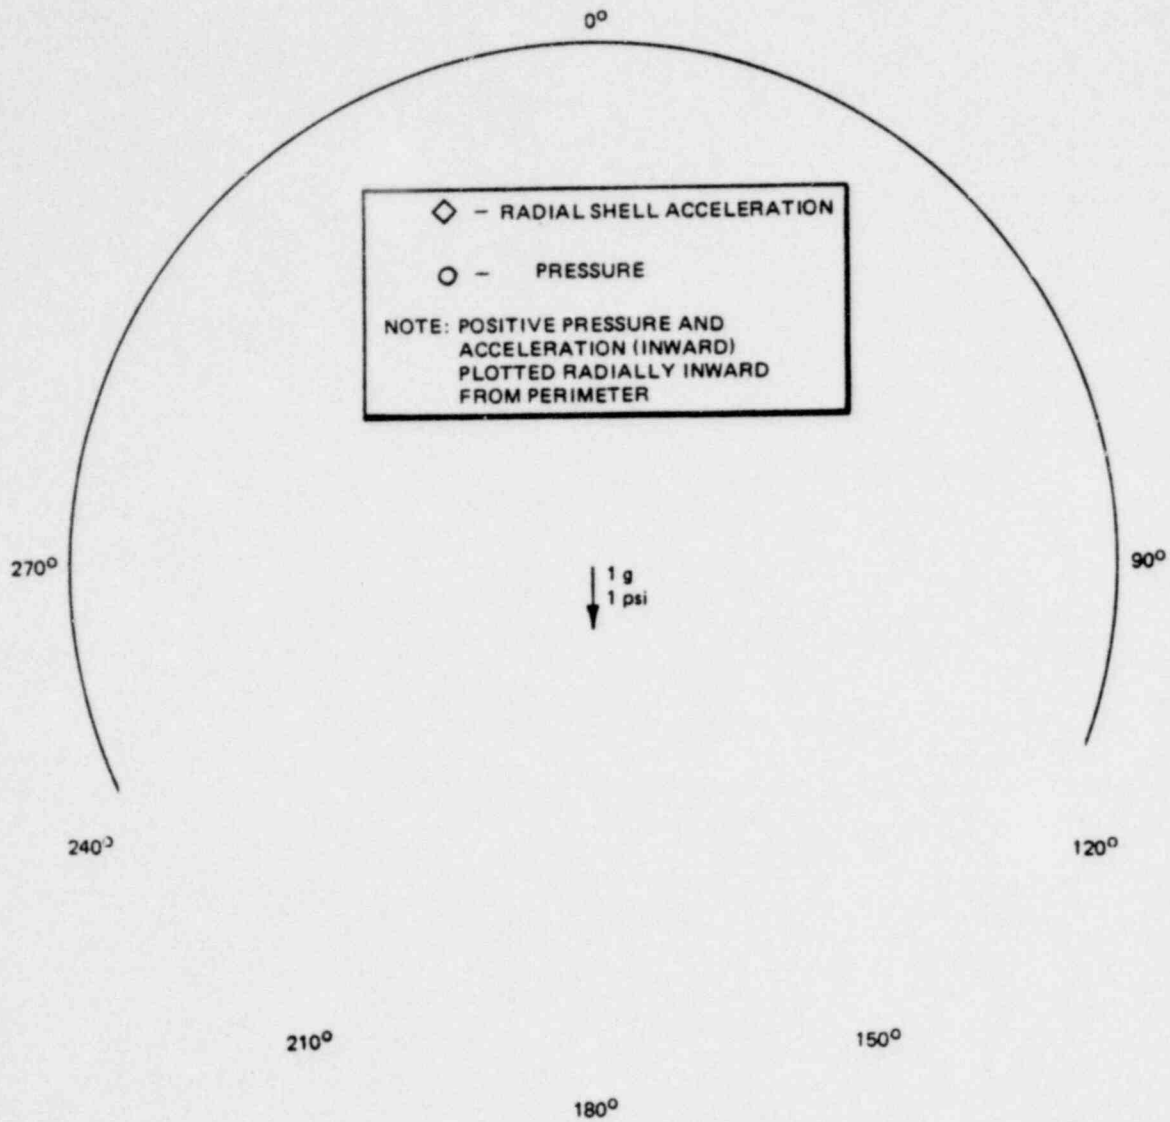 0°
◇ – RADIAL SHELL ACCELERATION
○ – PRESSURE
NOTE: POSITIVE PRESSURE AND
ACCELERATION (INWARD)
PLOTTED RADIALLY INWARD
FROM PERIMETER
270°
1 g
1 psi
90°
240°
120°
210°
150°
180°